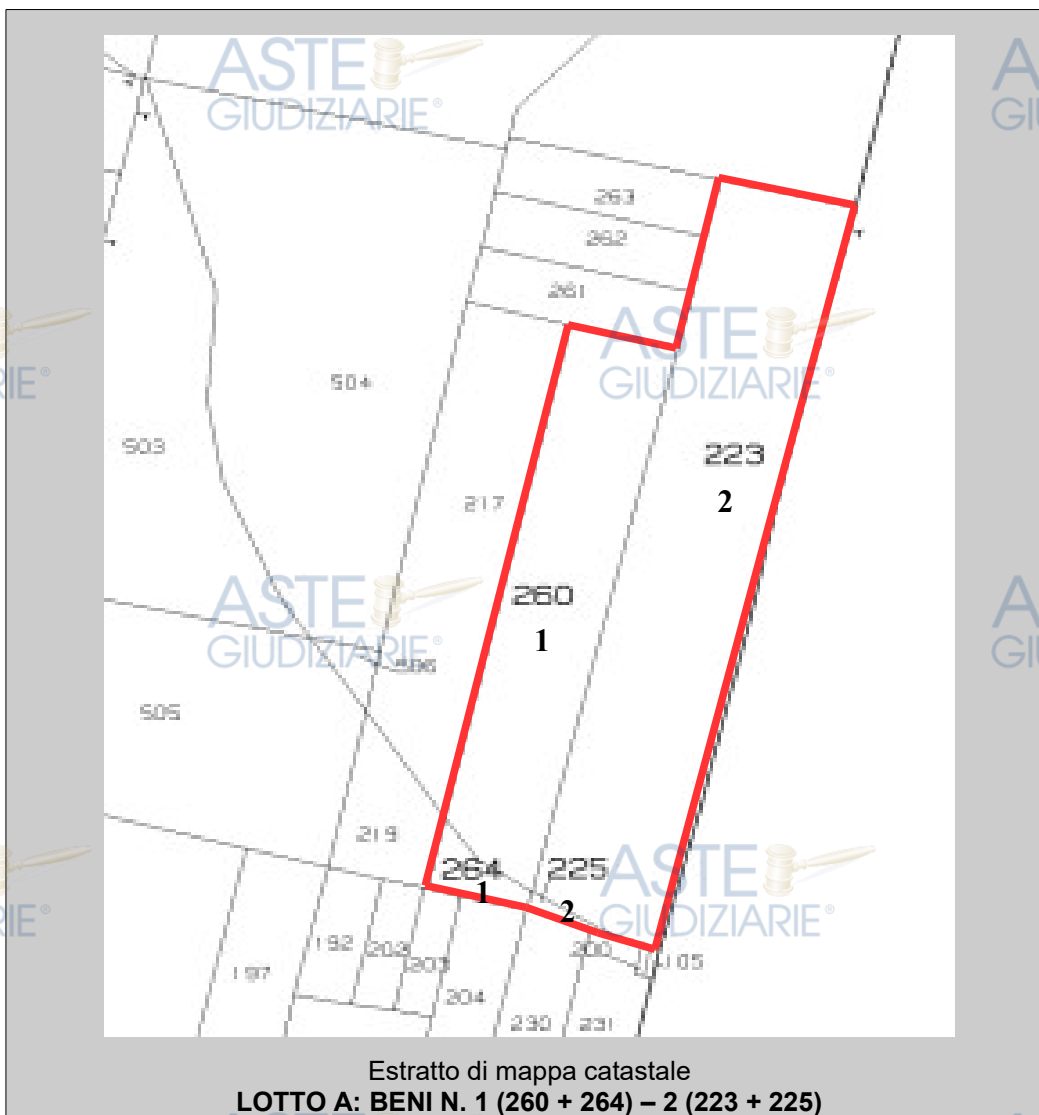 ASTE
GIUDIZIARIE®
263
262
261
ASTE
GIUDIZIARIE®
504
503
223
2
217
260
1
ASTE
GIUDIZIARIE®
506
505
219
264
1
225
2
ASTE
GIUDIZIARIE®
200
105
192
202
203
197
204
230
231
Estratto di mappa catastale
LOTTO A: BENI N. 1 (260 + 264) – 2 (223 + 225)